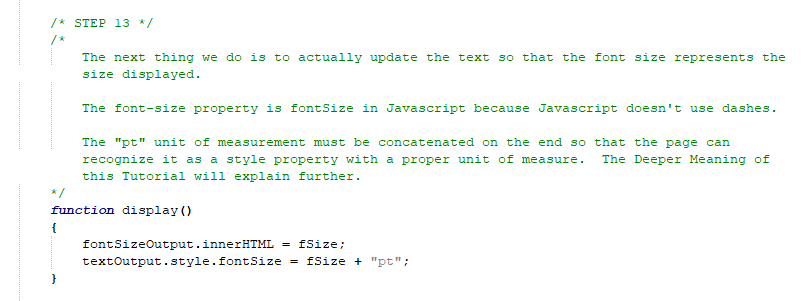 /* STEP 13 */
/*
The next thing we do is to actually update the text so that the font size represents the
size displayed.
The font-size property is fontSize in Javascript because Javascript doesn't use dashes.
The "pt" unit of measurement must be concatenated on the end so that the page can
recognize it as a style property with a proper unit of measure.  The Deeper Meaning of
this Tutorial will explain further.
*/
function display()
{
fontSizeOutput.innerHTML = fSize;
textOutput.style.fontSize = fSize + "pt";
}